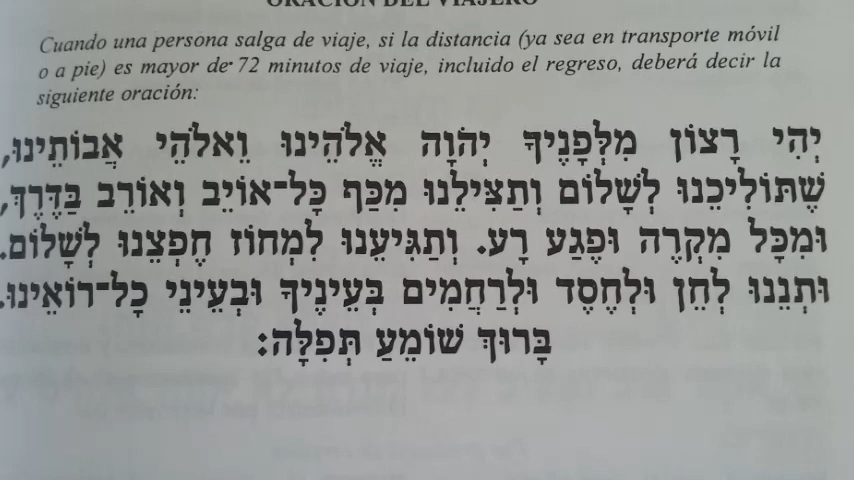 ORACIÓN DEL VIAJERO
Cuando una persona salga de viaje, si la distancia (ya sea en transporte móvil
o a pie) es mayor de 72 minutos de viaje, incluido el regreso, deberá decir la
siguiente oración:
יְהִי רָצוֹן מִלְּפָנֶיךָ יְהֹוָה אֱלֹהֵינוּ וֵאלֹהֵי אֲבוֹתֵינוּ,
שֶׁתּוֹלִיכֵנוּ לְשָׁלוֹם וְתַצִּילֵנוּ מִכַּף כָּל־אוֹיֵב וְאוֹרֵב בַּדֶּרֶךְ,
וּמִכָּל מִקְרֶה וּפֶגַע רָע. וְתַגִּיעֵנוּ לִמְחוֹז חֶפְצֵנוּ לְשָׁלוֹם.
וּתְנֵנוּ לְחֵן וּלְחֶסֶד וּלְרַחֲמִים בְּעֵינֶיךָ וּבְעֵינֵי כָל־רוֹאֵינוּ.
בָּרוּךְ שׁוֹמֵעַ תְּפִלָּה: